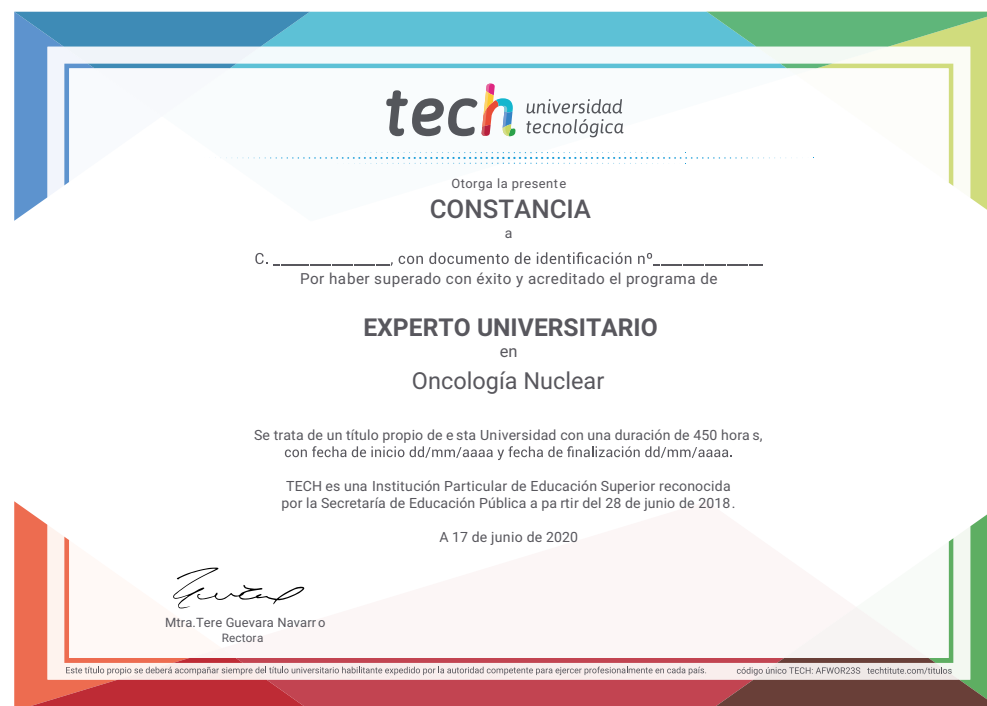 tech universidad
tecnológica
Otorga la presente
CONSTANCIA
a
C. ______________, con documento de identificación nº_____________
Por haber superado con éxito y acreditado el programa de
EXPERTO UNIVERSITARIO
en
Oncología Nuclear
Se trata de un título propio de esta Universidad con una duración de 450 horas,
con fecha de inicio dd/mm/aaaa y fecha de finalización dd/mm/aaaa.
TECH es una Institución Particular de Educación Superior reconocida
por la Secretaría de Educación Pública a partir del 28 de junio de 2018.
A 17 de junio de 2020
Mtra.Tere Guevara Navarro
Rectora
Este título propio se deberá acompañar siempre del título universitario habilitante expedido por la autoridad competente para ejercer profesionalmente en cada país. código único TECH: AFWOR23S techtitute.com/titulos